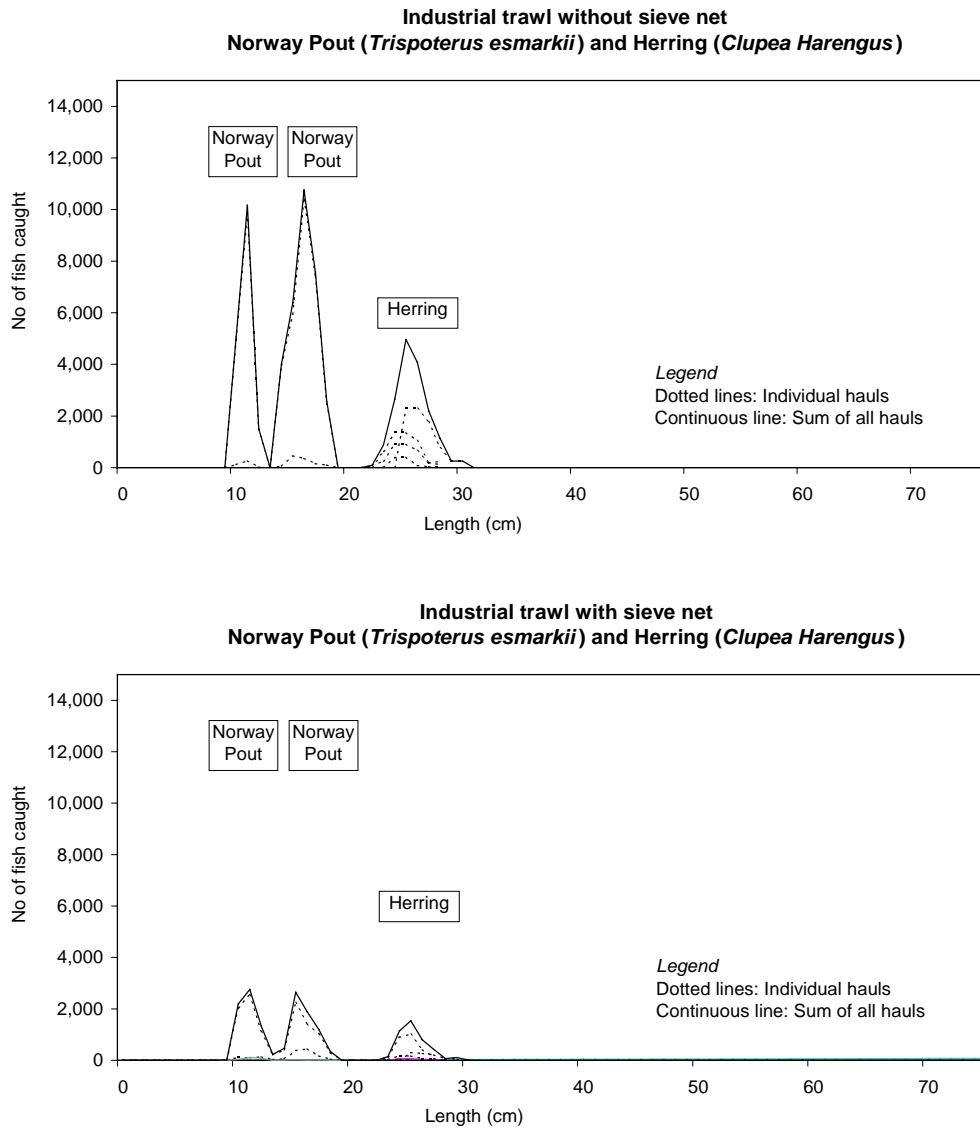 Industrial trawl without sieve net
Norway Pout (Trispoterus esmarkii) and Herring (Clupea Harengus)
14,000
12,000
10,000
8,000
6,000
4,000
2,000
0
No of fish caught
Norway
Pout
Norway
Pout
Herring
Legend
Dotted lines: Individual hauls
Continuous line: Sum of all hauls
0 10 20 30 40 50 60 70
Length (cm)
Industrial trawl with sieve net
Norway Pout (Trispoterus esmarkii) and Herring (Clupea Harengus)
14,000
12,000
10,000
8,000
6,000
4,000
2,000
0
No of fish caught
Norway
Pout
Norway
Pout
Herring
Legend
Dotted lines: Individual hauls
Continuous line: Sum of all hauls
0 10 20 30 40 50 60 70
Length (cm)